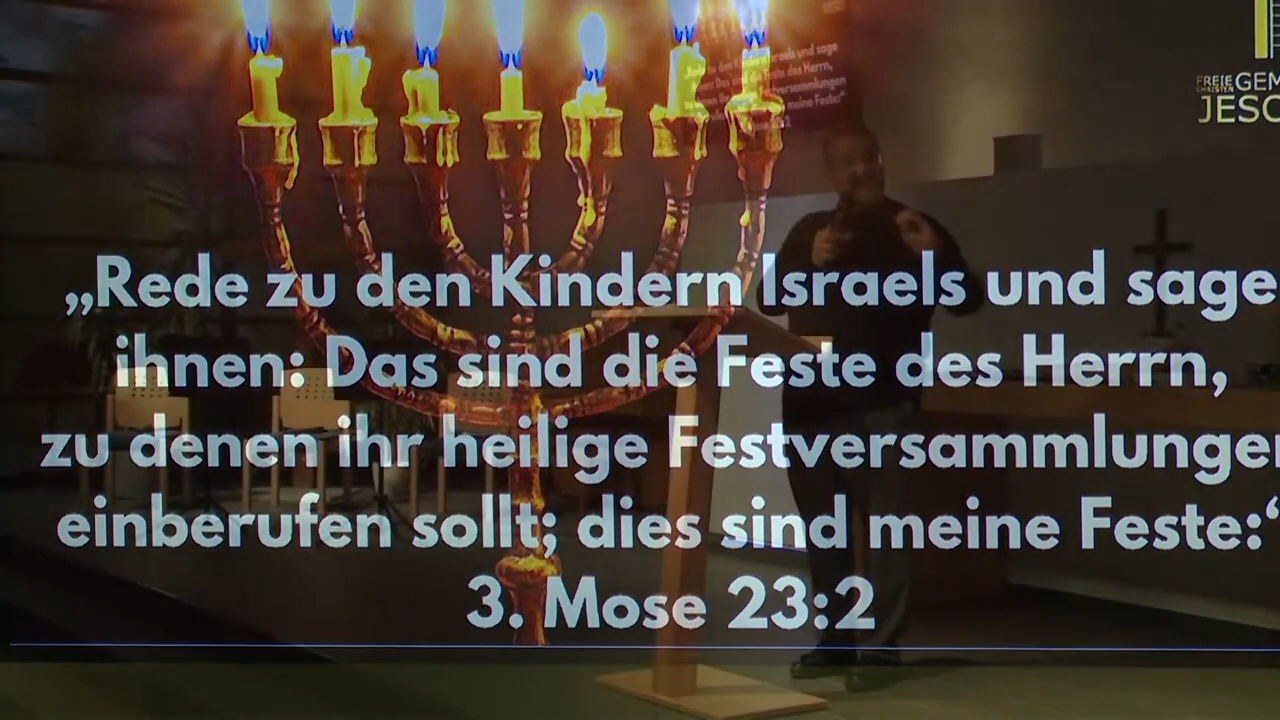 FREIE GEM
CHRISTEN
JESC
„Rede zu den Kindern Israels und sage
ihnen: Das sind die Feste des Herrn,
zu denen ihr heilige Festversammlungen
einberufen sollt; dies sind meine Feste:“
3. Mose 23:2